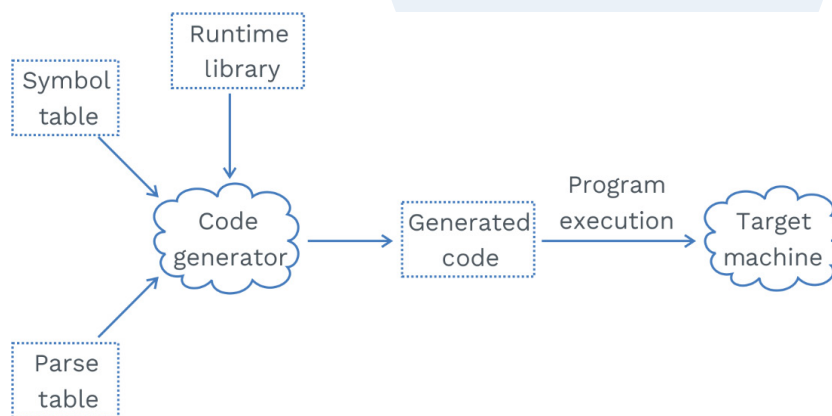 Runtime
library
Symbol
table
Code
generator
Generated
code
Program
execution
Target
machine
Parse
table